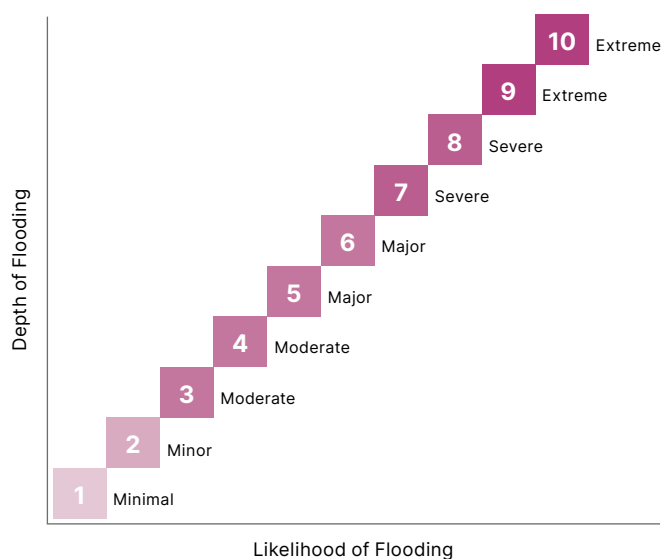 10 Extreme
9 Extreme
8 Severe
7 Severe
6 Major
5 Major
4 Moderate
3 Moderate
2 Minor
1 Minimal
Depth of Flooding
Likelihood of Flooding